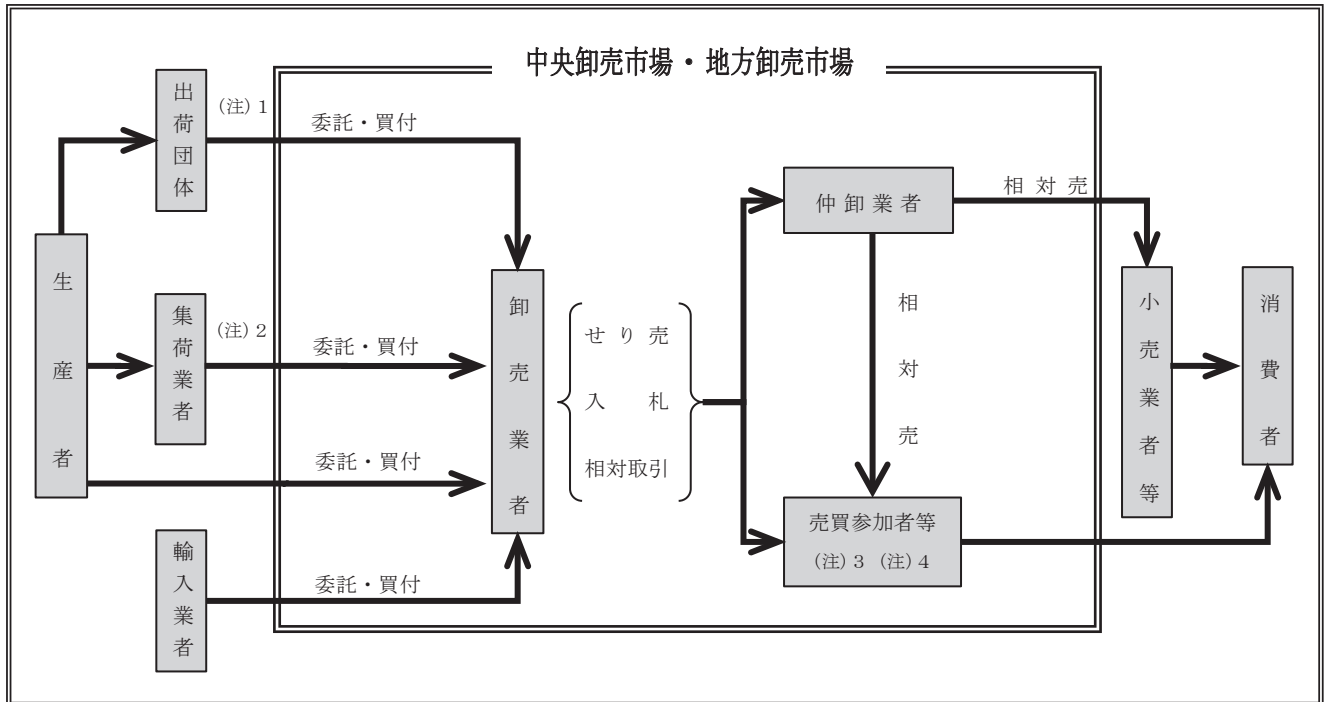 中央卸売市場・地方卸売市場
出荷団体
(注)1
委託・買付
生産者
集荷業者
(注)2
委託・買付
委託・買付
輸入業者
委託・買付
卸売業者
せり売
入札
相対取引
仲卸業者
相対売
相対売
売買参加者等
(注)3 (注)4
小売業者等
消費者